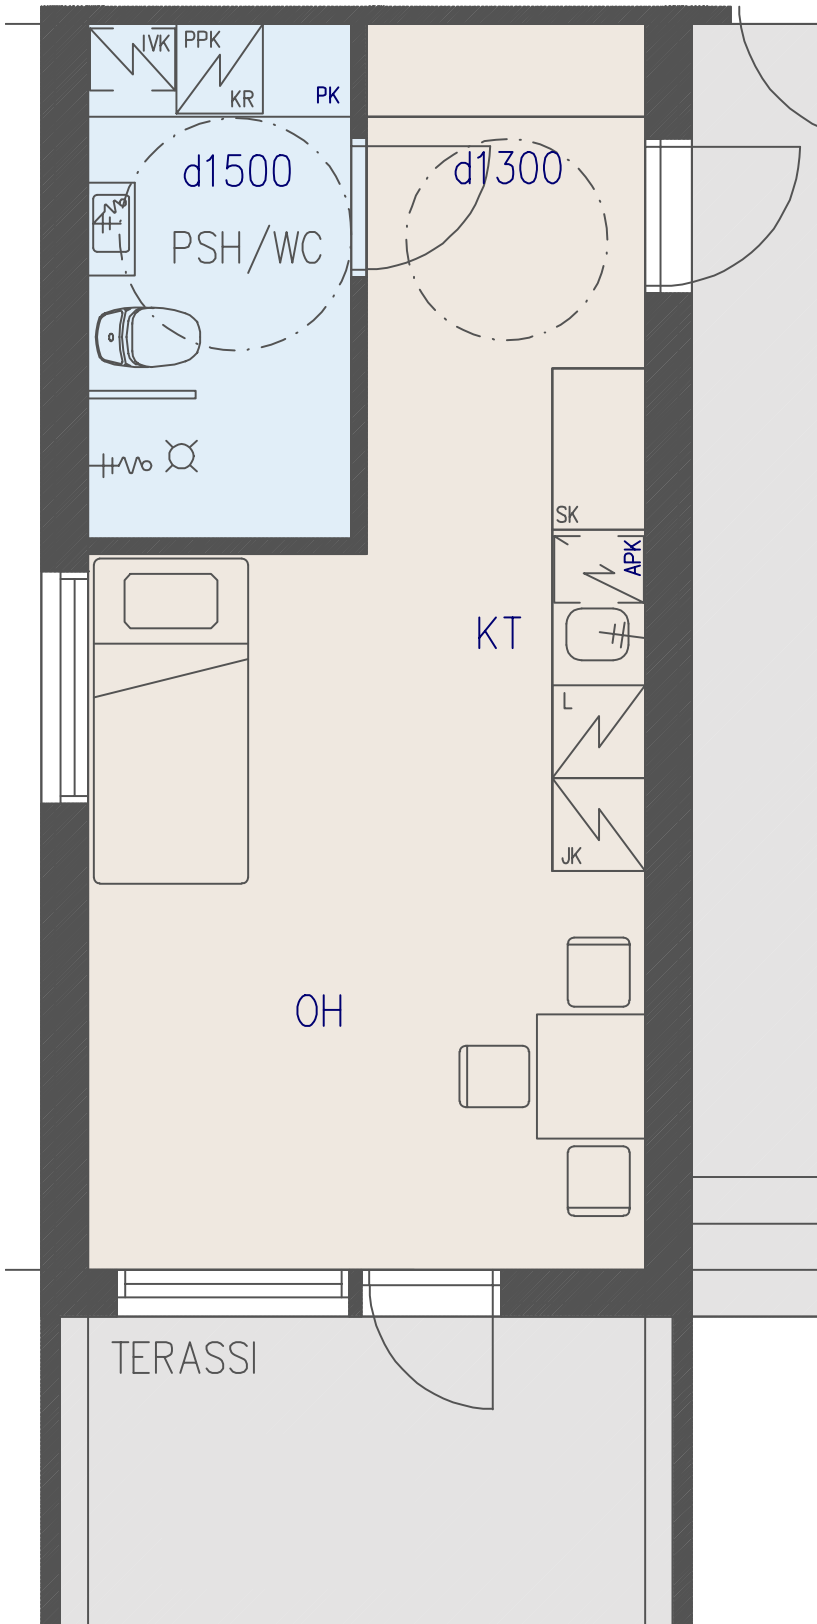 IVK
PPK
KR
PK
d1500
d1300
PSH/WC
SK
APK
KT
L
JK
OH
TERASSI